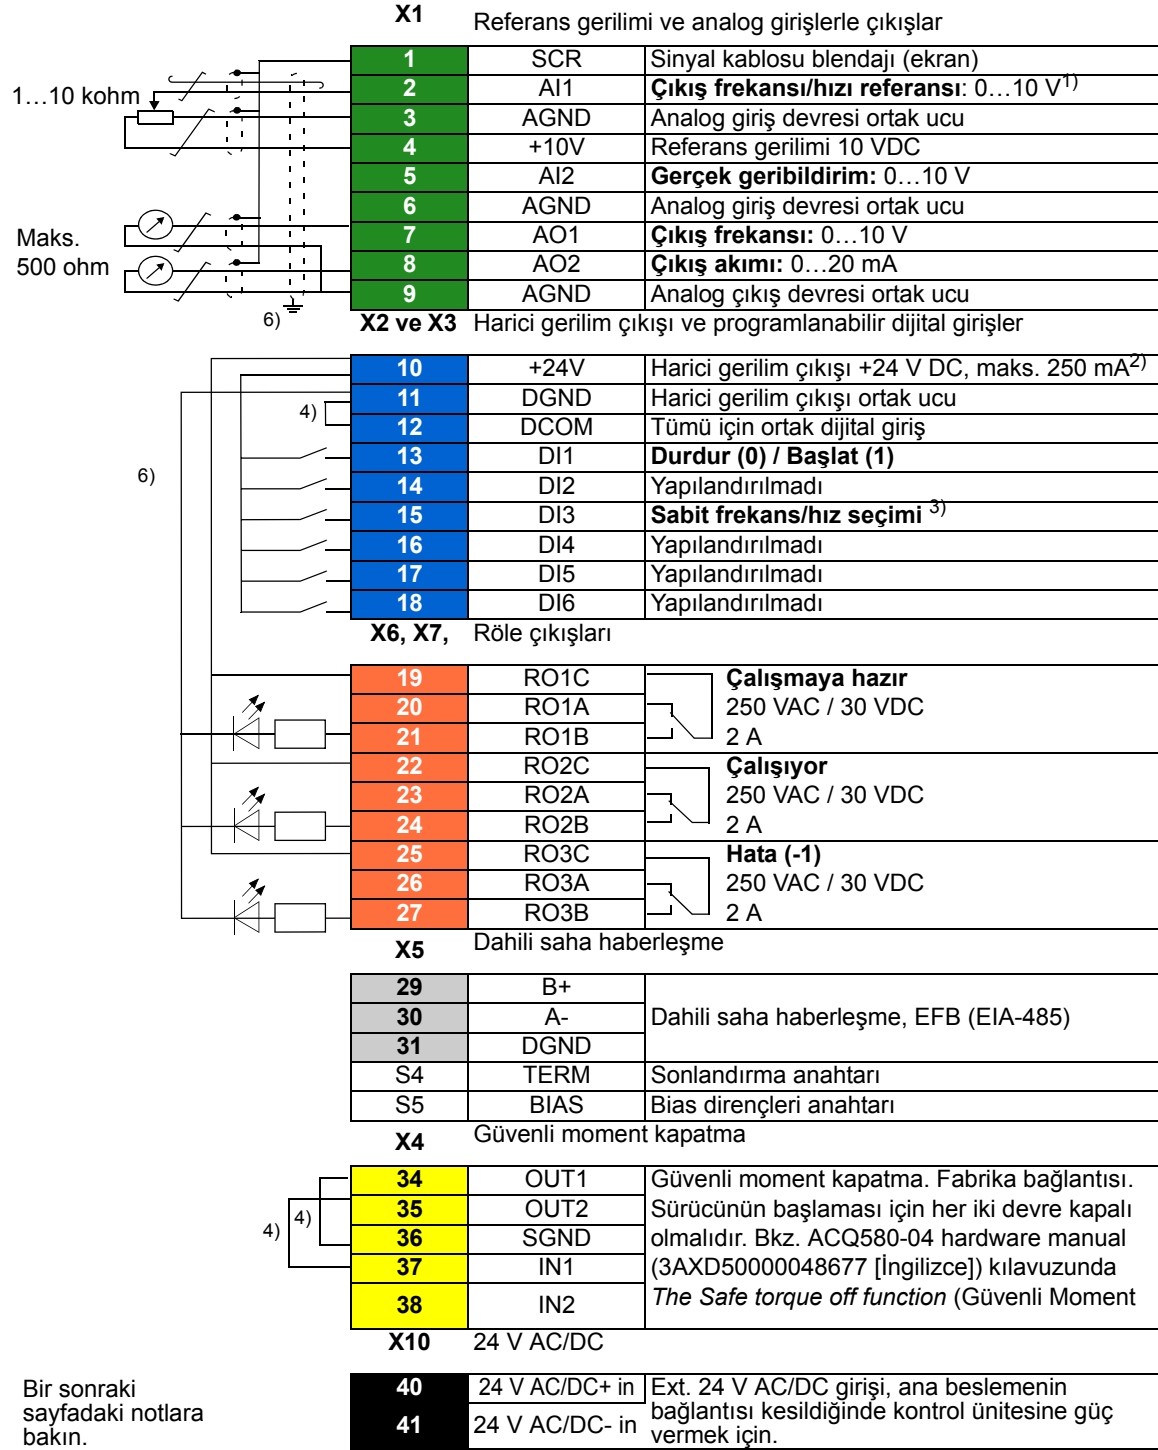 X1 Referans gerilimi ve analog girişlerle çıkışlar
1 SCR Sinyal kablosu blendajı (ekran)
1…10 kohm
2 AI1 Çıkış frekansı/hızı referansı: 0…10 V1)
3 AGND Analog giriş devresi ortak ucu
4 +10V Referans gerilimi 10 VDC
5 AI2 Gerçek geribildirim: 0…10 V
6 AGND Analog giriş devresi ortak ucu
Maks.
500 ohm
7 AO1 Çıkış frekansı: 0…10 V
8 AO2 Çıkış akımı: 0…20 mA
9 AGND Analog çıkış devresi ortak ucu
6)
X2 ve X3 Harici gerilim çıkışı ve programlanabilir dijital girişler
10 +24V Harici gerilim çıkışı +24 V DC, maks. 250 mA2)
11 DGND Harici gerilim çıkışı ortak ucu
4)
12 DCOM Tümü için ortak dijital giriş
13 DI1 Durdur (0) / Başlat (1)
6)
14 DI2 Yapılandırılmadı
15 DI3 Sabit frekans/hız seçimi 3)
16 DI4 Yapılandırılmadı
17 DI5 Yapılandırılmadı
18 DI6 Yapılandırılmadı
X6, X7, Röle çıkışları
19 RO1C Çalışmaya hazır
20 RO1A 250 VAC / 30 VDC
21 RO1B 2 A
22 RO2C Çalışıyor
23 RO2A 250 VAC / 30 VDC
24 RO2B 2 A
25 RO3C Hata (-1)
26 RO3A 250 VAC / 30 VDC
27 RO3B 2 A
X5 Dahili saha haberleşme
29 B+
30 A- Dahili saha haberleşme, EFB (EIA-485)
31 DGND
S4 TERM Sonlandırma anahtarı
S5 BIAS Bias dirençleri anahtarı
X4 Güvenli moment kapatma
34 OUT1 Güvenli moment kapatma. Fabrika bağlantısı.
35 OUT2 Sürücünün başlaması için her iki devre kapalı
4) 4)
36 SGND olmalıdır. Bkz. ACQ580-04 hardware manual
37 IN1 (3AXD50000048677 [İngilizce]) kılavuzunda
38 IN2 The Safe torque off function (Güvenli Moment
X10 24 V AC/DC
40 24 V AC/DC+ in Ext. 24 V AC/DC girişi, ana beslemenin
41 24 V AC/DC- in bağlantısı kesildiğinde kontrol ünitesine güç
vermek için.
Bir sonraki
sayfadaki notlara
bakın.